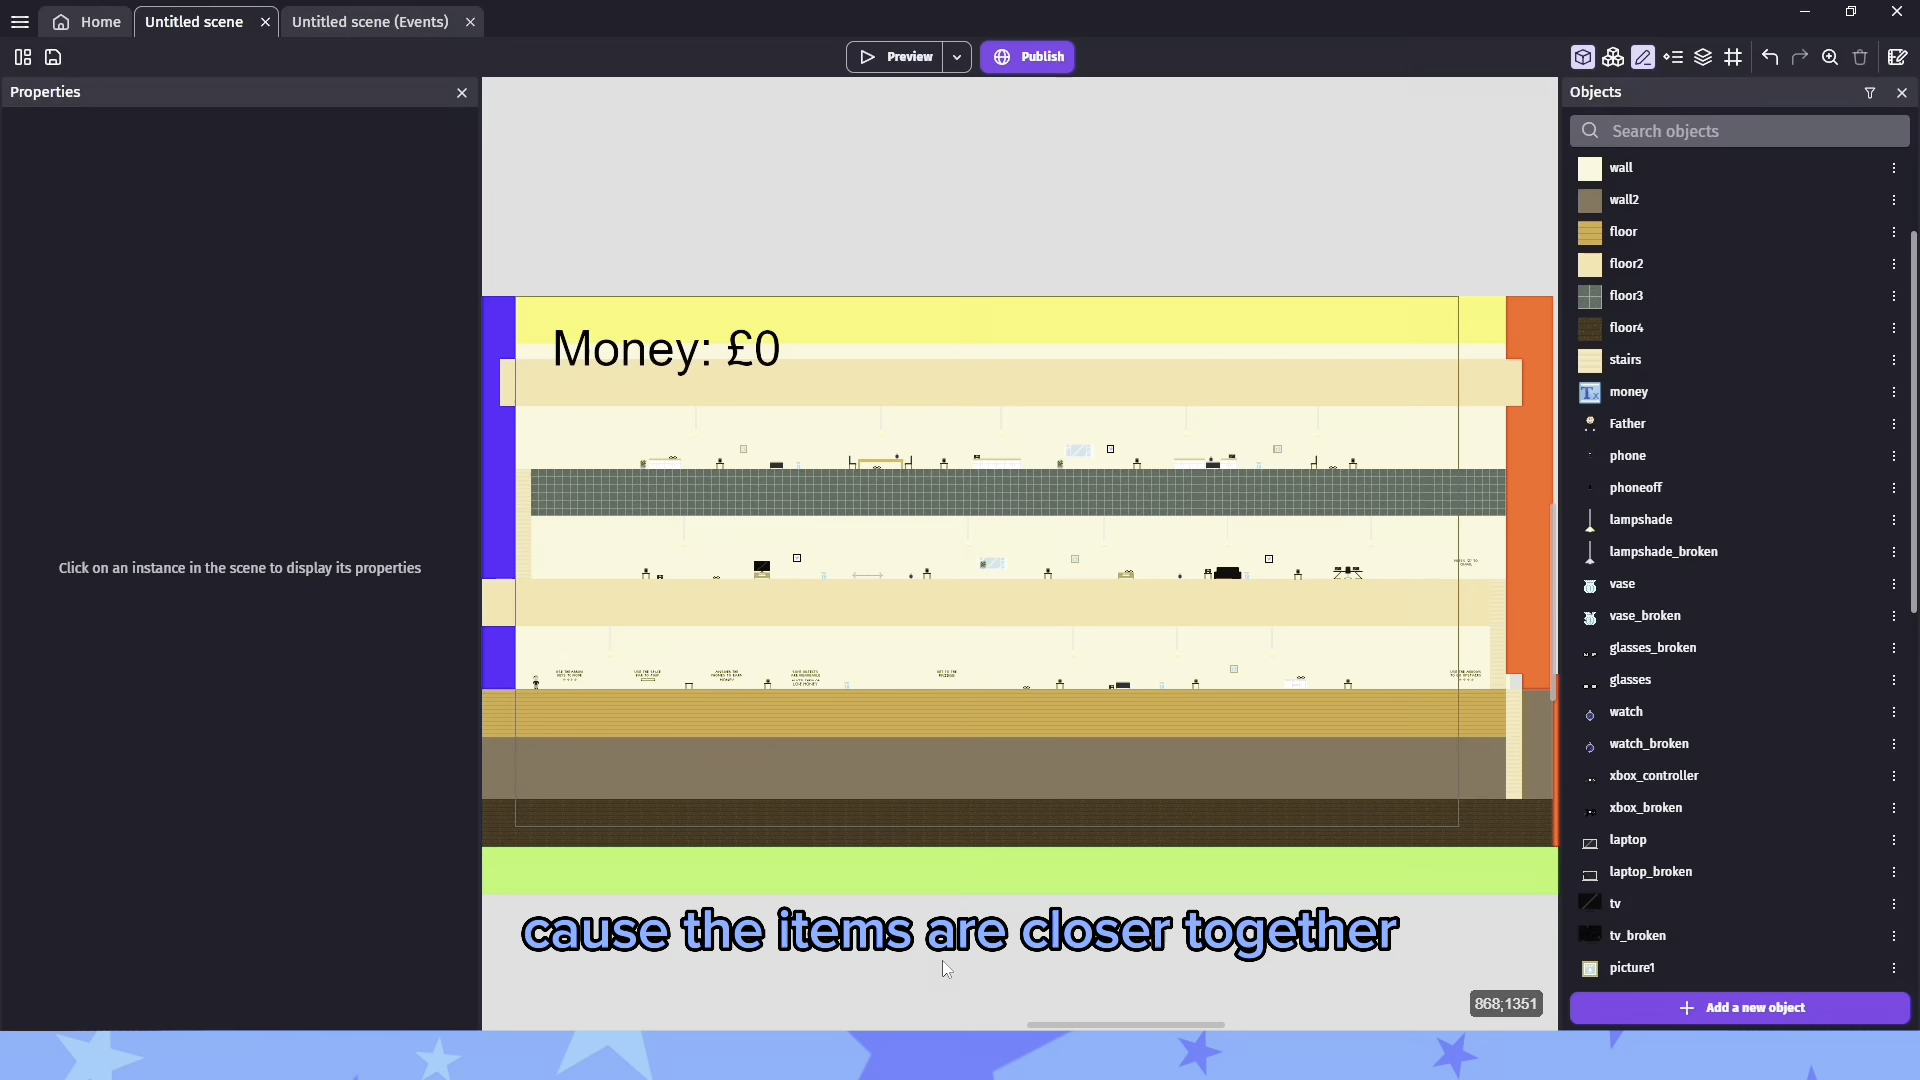 Home
Untitled scene
Untitled scene (Events)
Preview
Publish
Properties
Objects
Search objects
Click on an instance in the scene to display its properties
Money: £0
wall
wall2
floor
floor2
floor3
floor4
stairs
money
Father
phone
phoneoff
lampshade
lampshade_broken
vase
vase_broken
glasses_broken
glasses
watch
watch_broken
xbox_controller
xbox_broken
laptop
laptop_broken
tv
tv_broken
picture1
cause the items are closer together
868;1351
Add a new object